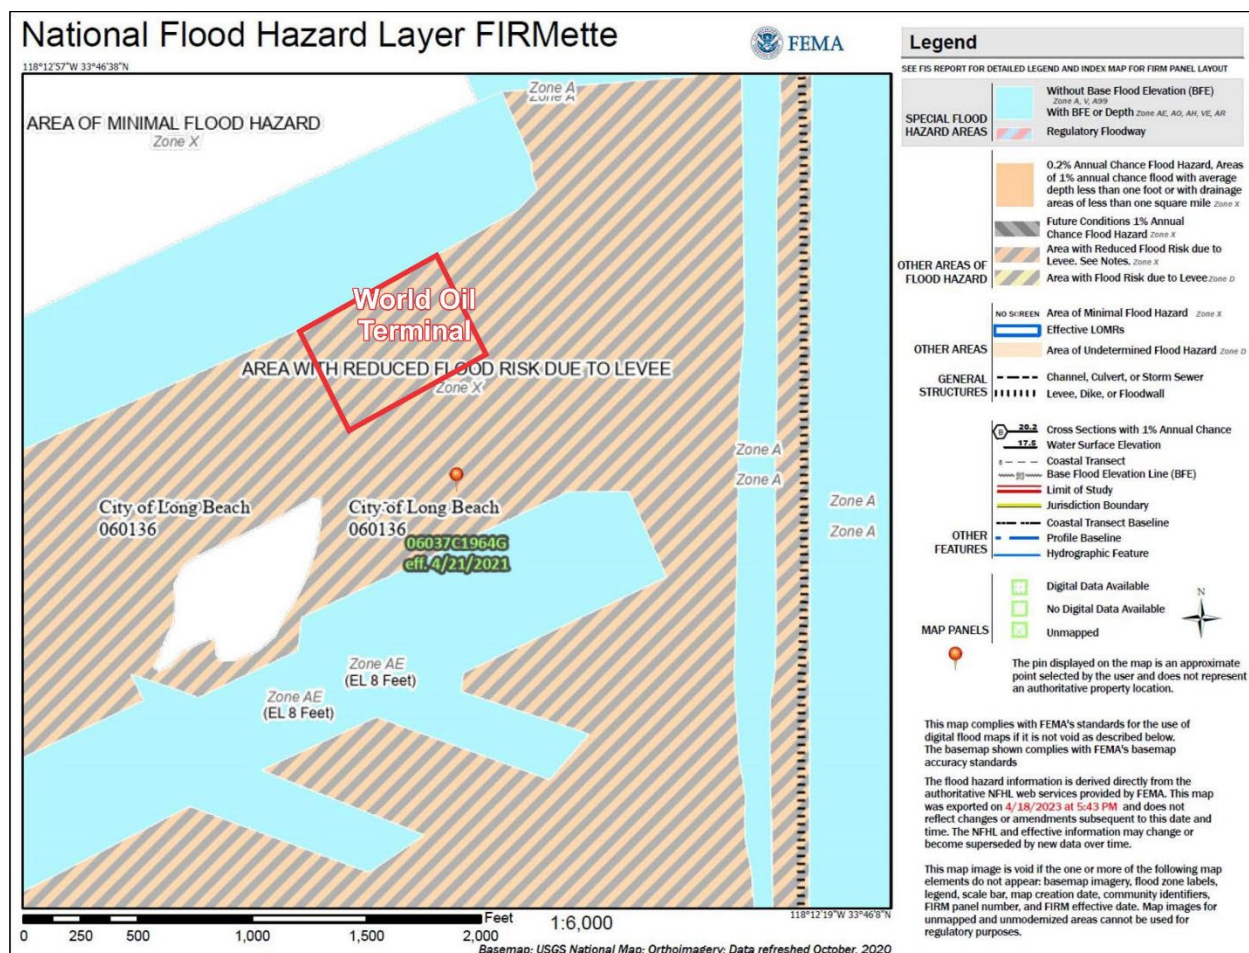 National Flood Hazard Layer FIRMette
FEMA
118°12'57"W 33°46'38"N
Zone A
Zone A
AREA OF MINIMAL FLOOD HAZARD
Zone X
World Oil
Terminal
AREA WITH REDUCED FLOOD RISK DUE TO LEVEE
Zone X
Zone A
Zone A
Zone A
Zone A
City of Long Beach
060136
City of Long Beach
060136
06037C1964G
eff. 4/21/2021
Zone AE
(EL 8 Feet)
Zone AE
(EL 8 Feet)
118°12'19"W 33°46'8"N
Feet
1:6,000
0 250 500 1,000 1,500 2,000
Basemap: USGS National Map: Orthoimagery: Data refreshed October, 2020
Legend
SEE FIS REPORT FOR DETAILED LEGEND AND INDEX MAP FOR FIRM PANEL LAYOUT
SPECIAL FLOOD
HAZARD AREAS
Without Base Flood Elevation (BFE)
Zone A, V, A99
With BFE or Depth Zone AE, AO, AH, VE, AR
Regulatory Floodway
0.2% Annual Chance Flood Hazard, Areas
of 1% annual chance flood with average
depth less than one foot or with drainage
areas of less than one square mile Zone X
Future Conditions 1% Annual
Chance Flood Hazard Zone X
Area with Reduced Flood Risk due to
Levee. See Notes. Zone X
Area with Flood Risk due to Levee Zone D
OTHER AREAS OF
FLOOD HAZARD
NO SCREEN Area of Minimal Flood Hazard Zone X
Effective LOMRs
OTHER AREAS
Area of Undetermined Flood Hazard Zone D
GENERAL
STRUCTURES
Channel, Culvert, or Storm Sewer
Levee, Dike, or Floodwall
B 20.2 Cross Sections with 1% Annual Chance
17.5 Water Surface Elevation
8 Coastal Transect
Base Flood Elevation Line (BFE)
Limit of Study
Jurisdiction Boundary
Coastal Transect Baseline
OTHER
FEATURES
Profile Baseline
Hydrographic Feature
Digital Data Available
No Digital Data Available
Unmapped
MAP PANELS
N
The pin displayed on the map is an approximate
point selected by the user and does not represent
an authoritative property location.
This map complies with FEMA's standards for the use of
digital flood maps if it is not void as described below.
The basemap shown complies with FEMA's basemap
accuracy standards
The flood hazard information is derived directly from the
authoritative NFHL web services provided by FEMA. This map
was exported on 4/18/2023 at 5:43 PM and does not
reflect changes or amendments subsequent to this date and
time. The NFHL and effective information may change or
become superseded by new data over time.
This map image is void if the one or more of the following map
elements do not appear: basemap imagery, flood zone labels,
legend, scale bar, map creation date, community identifiers,
FIRM panel number, and FIRM effective date. Map images for
unmapped and unmodernized areas cannot be used for
regulatory purposes.